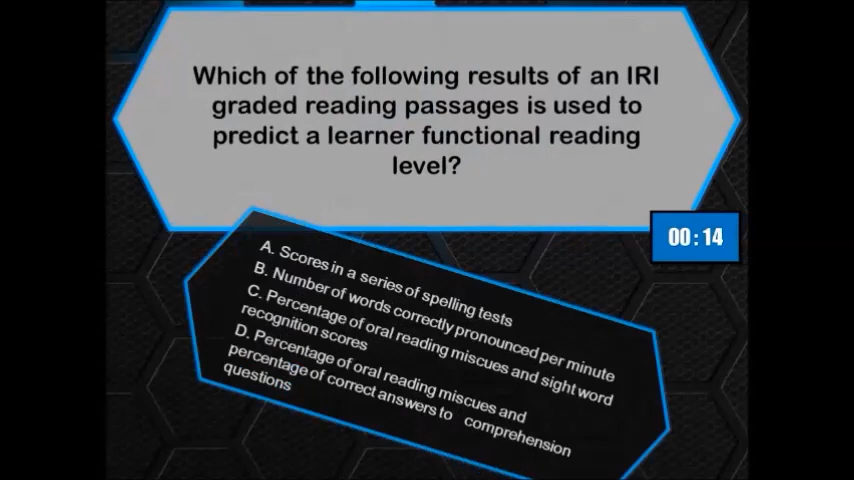 Which of the following results of an IRI
graded reading passages is used to
predict a learner functional reading
level?
00:14
A. Scores in a series of spelling tests
B. Number of words correctly pronounced per minute
C. Percentage of oral reading miscues and sight word
recognition scores
D. Percentage of oral reading miscues and
percentage of correct answers to comprehension
questions